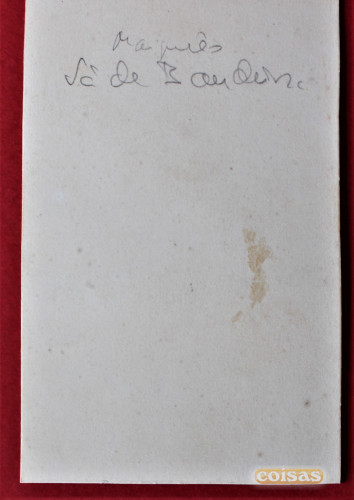 Marquês
Sá de Bandeira
coisas